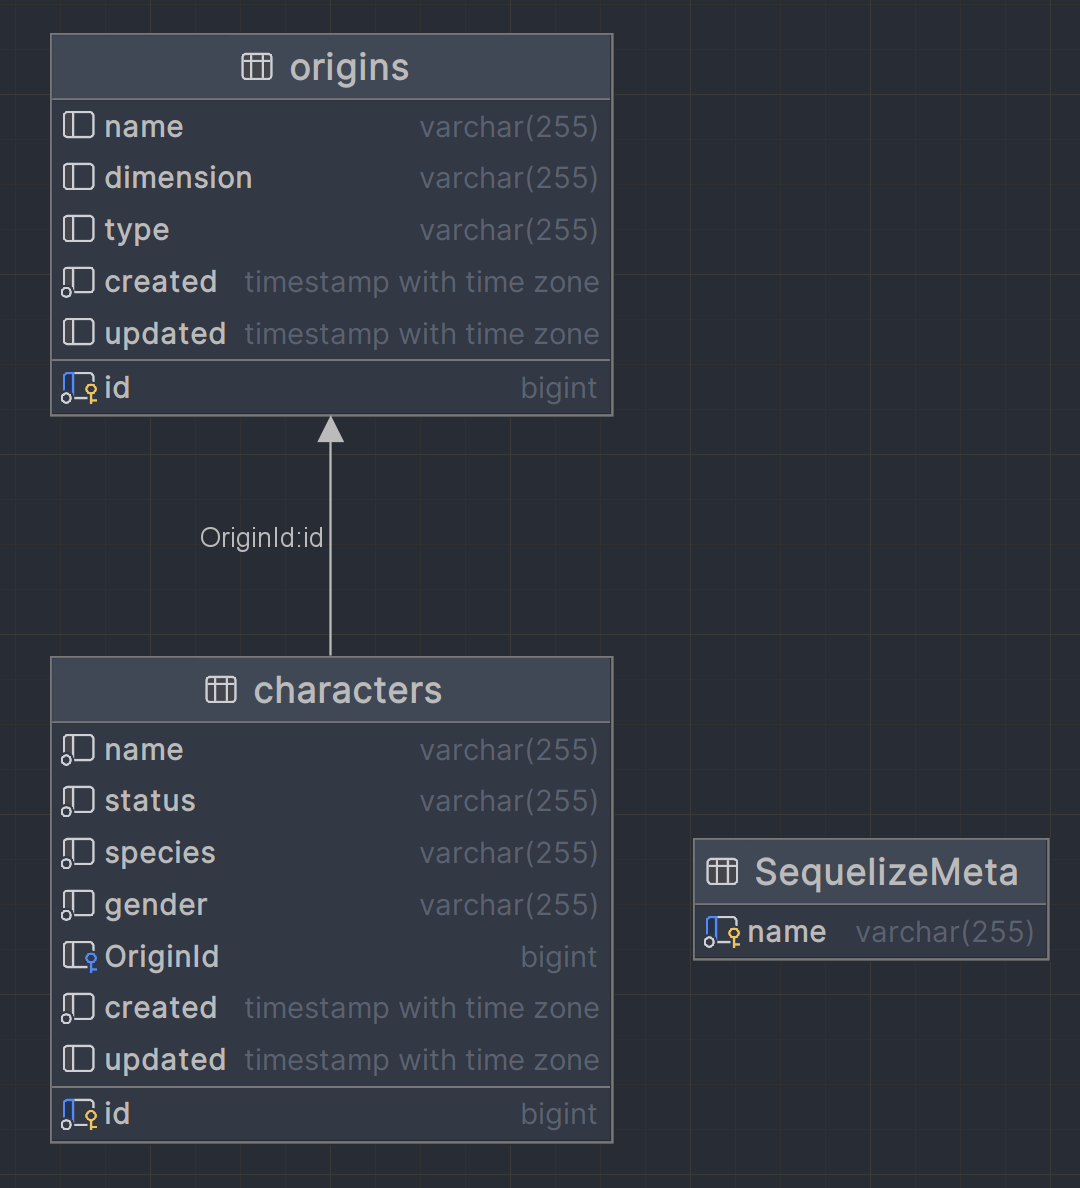 origins
name varchar(255)
dimension varchar(255)
type varchar(255)
created timestamp with time zone
updated timestamp with time zone
id bigint
OriginId:id
characters
name varchar(255)
status varchar(255)
species varchar(255)
gender varchar(255)
OriginId bigint
created timestamp with time zone
updated timestamp with time zone
id bigint
SequelizeMeta
name varchar(255)